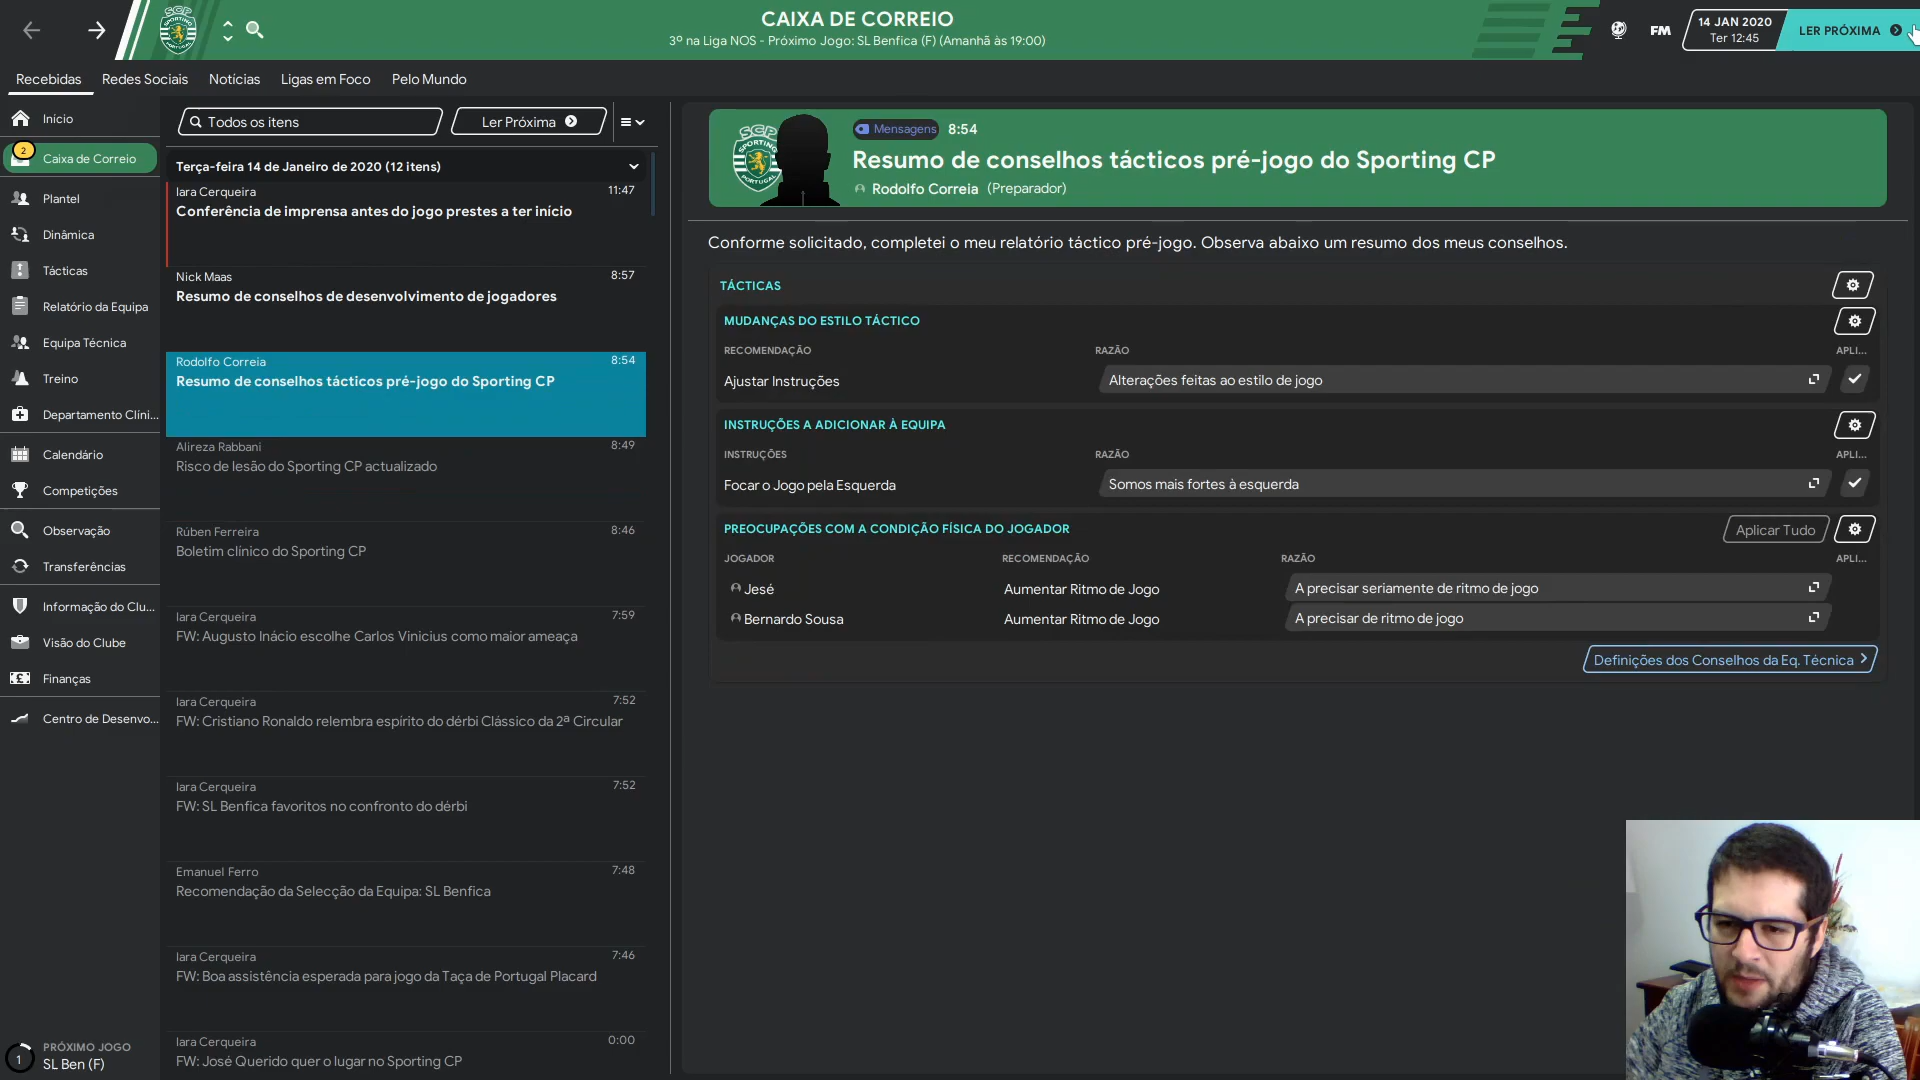 CAIXA DE CORREIO
3º na Liga NOS - Próximo Jogo: SL Benfica (F) (Amanhã às 19:00)
FM
14 JAN 2020
Ter 12:45
LER PRÓXIMA
Recebidas
Redes Sociais
Notícias
Ligas em Foco
Pelo Mundo
Início
2
Caixa de Correio
Plantel
Dinâmica
Tácticas
Relatório da Equipa
Equipa Técnica
Treino
Departamento Clíni...
Calendário
Competições
Observação
Transferências
Informação do Clu...
Visão do Clube
Finanças
Centro de Desenvo...
1
PRÓXIMO JOGO
SL Ben (F)
Todos os itens
Ler Próxima
Terça-feira 14 de Janeiro de 2020 (12 itens)
Iara Cerqueira
11:47
Conferência de imprensa antes do jogo prestes a ter início
Nick Maas
8:57
Resumo de conselhos de desenvolvimento de jogadores
Rodolfo Correia
8:54
Resumo de conselhos tácticos pré-jogo do Sporting CP
Alireza Rabbani
8:49
Risco de lesão do Sporting CP actualizado
Rúben Ferreira
8:46
Boletim clínico do Sporting CP
Iara Cerqueira
7:59
FW: Augusto Inácio escolhe Carlos Vinicius como maior ameaça
Iara Cerqueira
7:52
FW: Cristiano Ronaldo relembra espírito do dérbi Clássico da 2ª Circular
Iara Cerqueira
7:52
FW: SL Benfica favoritos no confronto do dérbi
Emanuel Ferro
7:48
Recomendação da Selecção da Equipa: SL Benfica
Iara Cerqueira
7:46
FW: Boa assistência esperada para jogo da Taça de Portugal Placard
Iara Cerqueira
0:00
FW: José Querido quer o lugar no Sporting CP
SCP
SPORTING
PORTUGAL
Mensagens
8:54
Resumo de conselhos tácticos pré-jogo do Sporting CP
Rodolfo Correia (Preparador)
Conforme solicitado, completei o meu relatório táctico pré-jogo. Observa abaixo um resumo dos meus conselhos.
TÁCTICAS
MUDANÇAS DO ESTILO TÁCTICO
RECOMENDAÇÃO
RAZÃO
APLI...
Ajustar Instruções
Alterações feitas ao estilo de jogo
INSTRUÇÕES A ADICIONAR À EQUIPA
INSTRUÇÕES
RAZÃO
APLI...
Focar o Jogo pela Esquerda
Somos mais fortes à esquerda
PREOCUPAÇÕES COM A CONDIÇÃO FÍSICA DO JOGADOR
Aplicar Tudo
JOGADOR
RECOMENDAÇÃO
RAZÃO
APLI...
Jesé
Aumentar Ritmo de Jogo
A precisar seriamente de ritmo de jogo
Bernardo Sousa
Aumentar Ritmo de Jogo
A precisar de ritmo de jogo
Definições dos Conselhos da Eq. Técnica